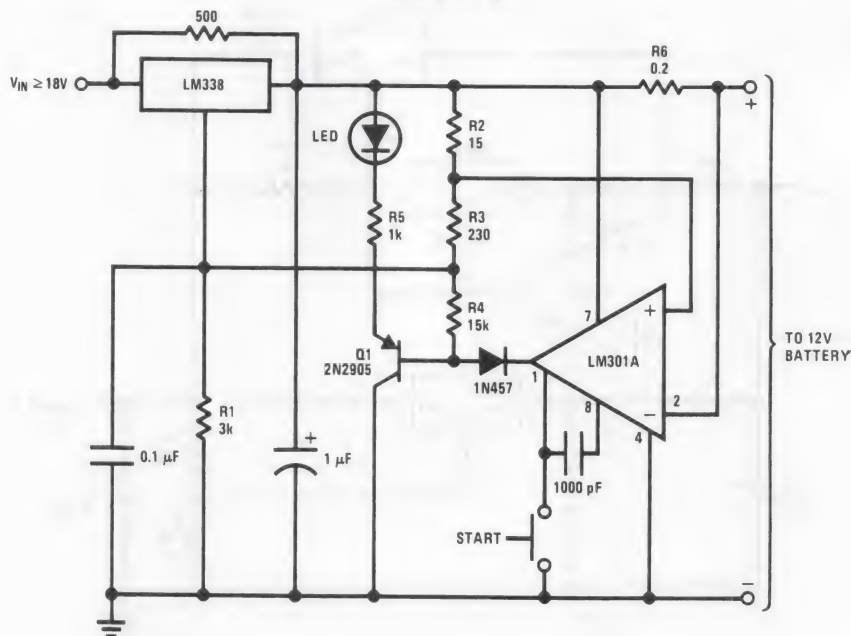 500
V_IN ≥ 18V
LM338
LED
R2
15
R6
0.2
+
R5
1k
R3
230
R4
15k
7
+
LM301A
TO 12V
BATTERY
Q1
2N2905
1N457
1
8
4
−
2
R1
3k
0.1 µF
+
1 µF
1000 pF
START
−